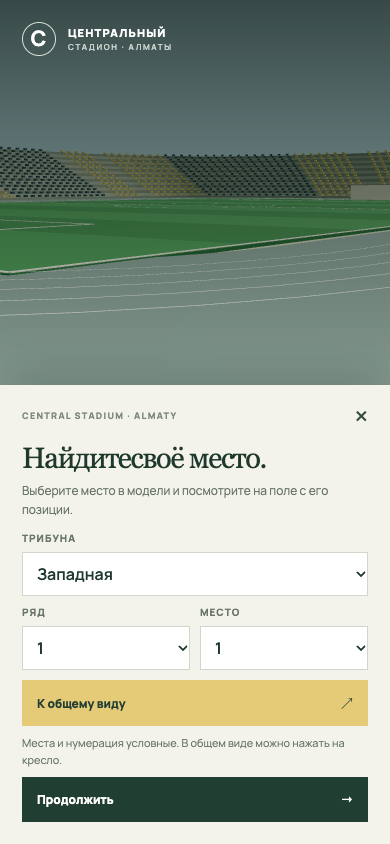 C
ЦЕНТРАЛЬНЫЙ
СТАДИОН · АЛМАТЫ
CENTRAL STADIUM · ALMATY
×
Найдитесвоё место.
Выберите место в модели и посмотрите на поле с его
позиции.
ТРИБУНА
Западная
РЯД
МЕСТО
1
1
К общему виду ↗
Места и нумерация условные. В общем виде можно нажать на
кресло.
Продолжить →